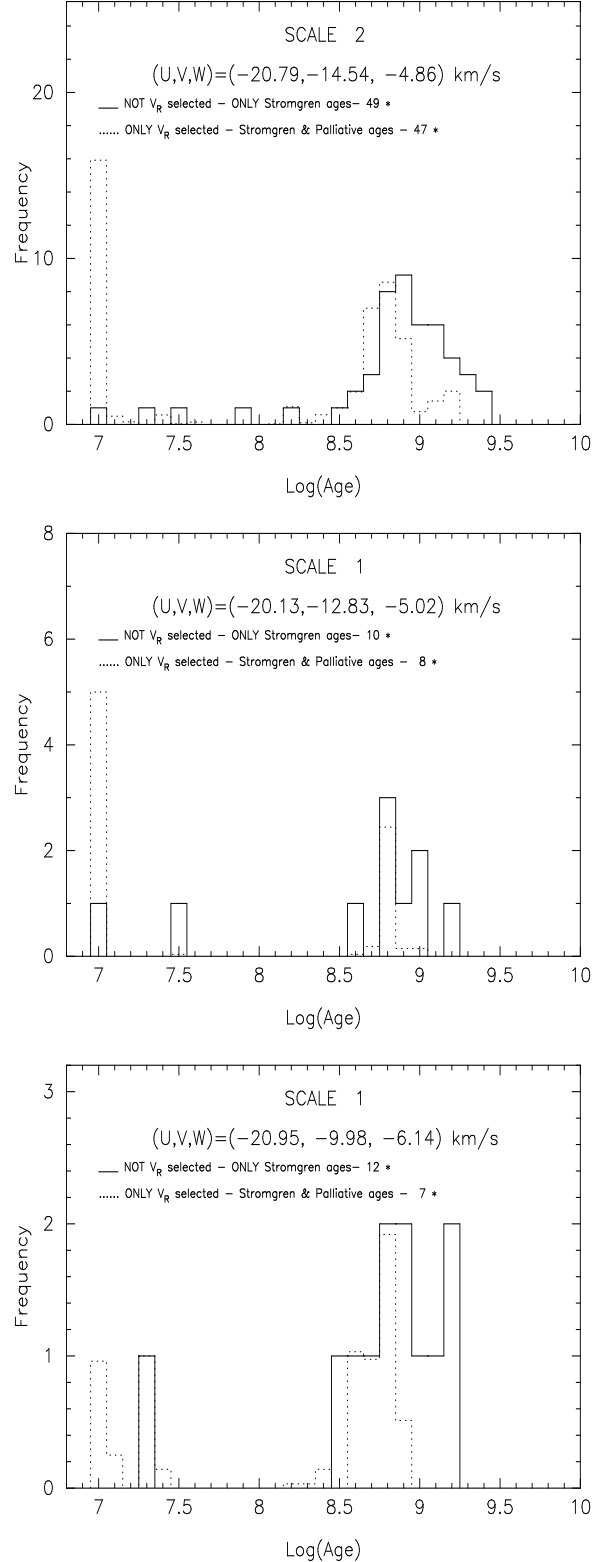 SCALE 2
(U,V,W)=(−20.79,−14.54, −4.86) km/s
NOT V_R selected − ONLY Stromgren ages− 49 *
ONLY V_R selected − Stromgren & Palliative ages − 47 *
20
10
0
Frequency
7 7.5 8 8.5 9 9.5 10
Log(Age)
8
SCALE 1
(U,V,W)=(−20.13,−12.83, −5.02) km/s
NOT V_R selected − ONLY Stromgren ages− 10 *
6
ONLY V_R selected − Stromgren & Palliative ages − 8 *
4
2
0
Frequency
7 7.5 8 8.5 9 9.5 10
Log(Age)
3
SCALE 1
(U,V,W)=(−20.95, −9.98, −6.14) km/s
NOT V_R selected − ONLY Stromgren ages− 12 *
ONLY V_R selected − Stromgren & Palliative ages − 7 *
2
1
0
Frequency
7 7.5 8 8.5 9 9.5 10
Log(Age)